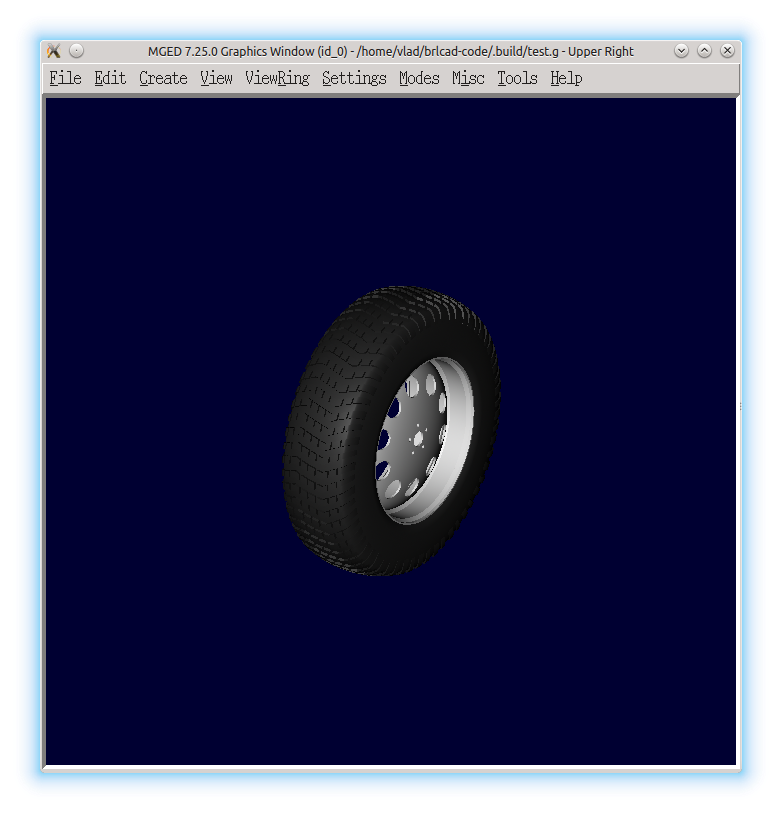 MGED 7.25.0 Graphics Window (id_0) - /home/vlad/brlcad-code/.build/test.g - Upper Right
File Edit Create View ViewRing Settings Modes Misc Tools Help